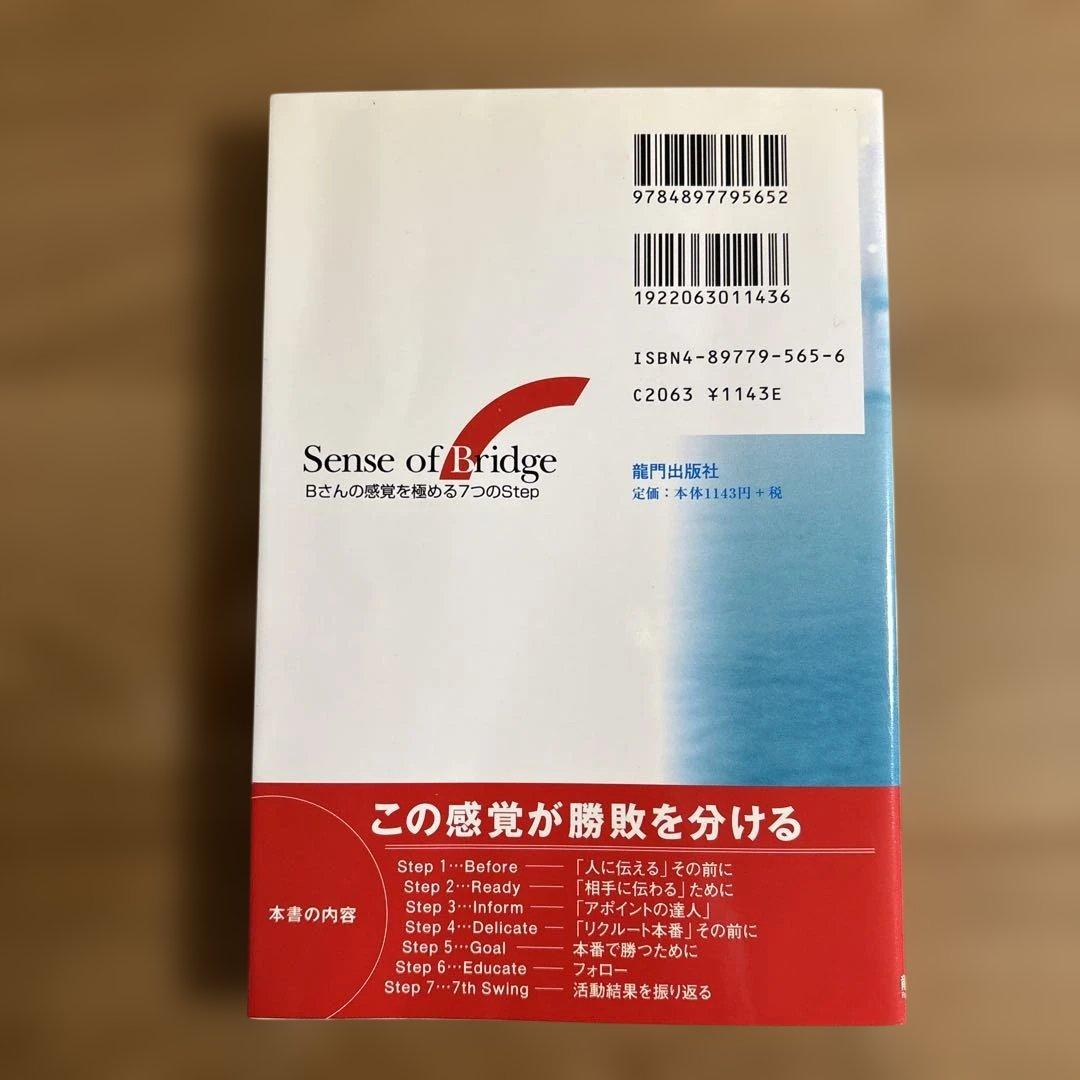 9784897795652
1922063011436
ISBN4-89779-565-6
C2063 ¥1143E
Sense of Bridge
Bさんの感覚を極める7つのStep
龍門出版社
定価：本体1143円＋税
この感覚が勝敗を分ける
本書の内容
Step 1…Before ―「人に伝える」その前に
Step 2…Ready ―「相手に伝わる」ために
Step 3…Inform ―「アポイントの達人」
Step 4…Delicate ―「リクルート本番」その前に
Step 5…Goal ― 本番で勝つために
Step 6…Educate ― フォロー
Step 7…7th Swing ― 活動結果を振り返る